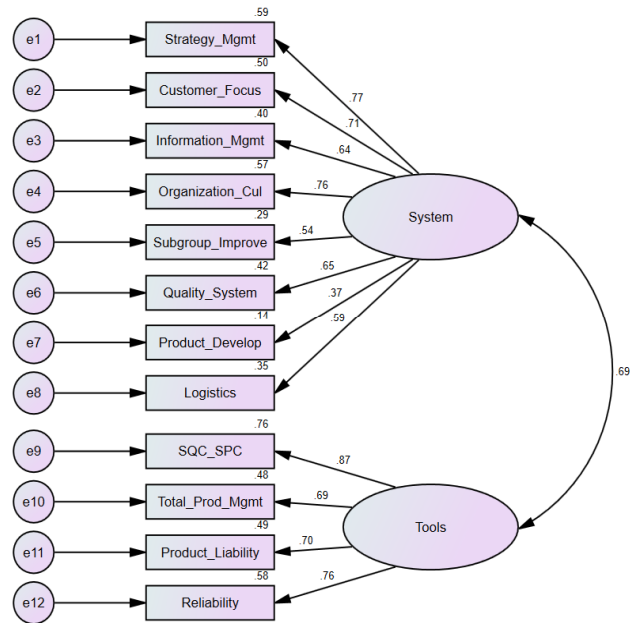 .59
e1 Strategy_Mgmt
.77
.50
e2 Customer_Focus
.71
.40
e3 Information_Mgmt
.64
.57
e4 Organization_Cul
.76
System
.29
e5 Subgroup_Improve
.54
.42
e6 Quality_System
.65
.37
.14
e7 Product_Develop
.59
.35
e8 Logistics
.69
.76
e9 SQC_SPC
.87
.48
e10 Total_Prod_Mgmt
.69
Tools
.49
e11 Product_Liability
.70
.58
e12 Reliability
.76